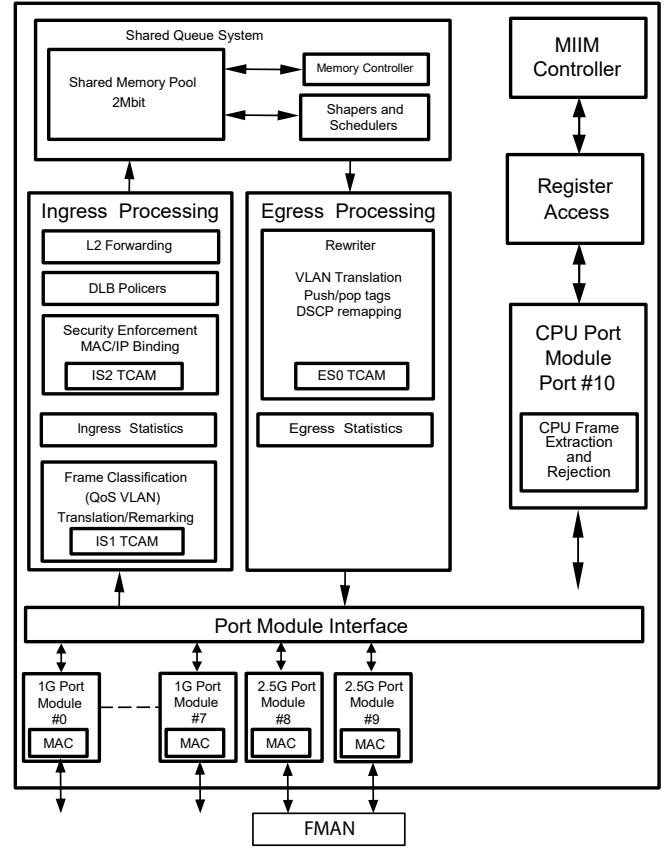 Shared Queue System
Shared Memory Pool
2Mbit
Memory Controller
Shapers and
Schedulers
MIIM
Controller
Register
Access
CPU Port
Module
Port #10
CPU Frame
Extraction
and
Rejection
Ingress Processing
L2 Forwarding
DLB Policers
Security Enforcement
MAC/IP Binding
IS2 TCAM
Ingress Statistics
Frame Classification
(QoS VLAN)
Translation/Remarking
IS1 TCAM
Egress Processing
Rewriter
VLAN Translation
Push/pop tags
DSCP remapping
ES0 TCAM
Egress Statistics
Port Module Interface
1G Port
Module
#0
MAC
1G Port
Module
#7
MAC
2.5G Port
Module
#8
MAC
2.5G Port
Module
#9
MAC
FMAN